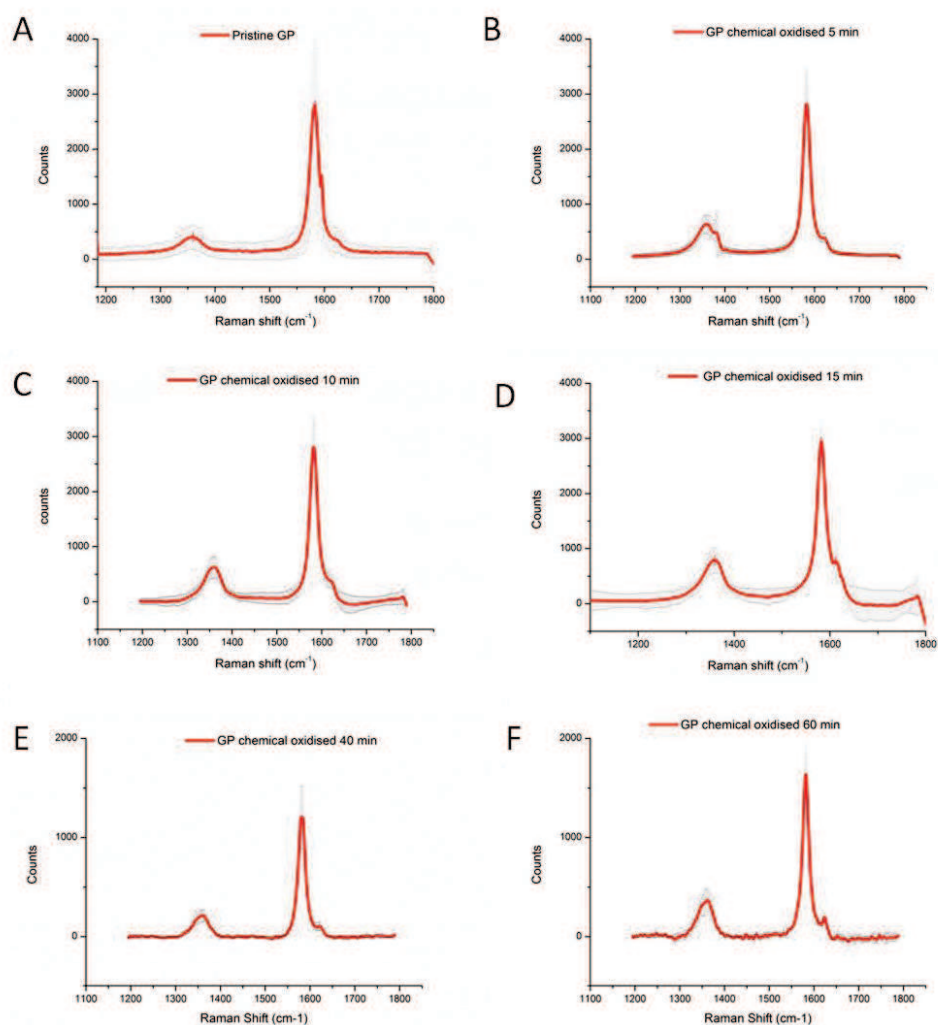 A
Pristine GP
4000
3000
2000
1000
0
Counts
1200 1300 1400 1500 1600 1700 1800
Raman shift (cm-1)
B
GP chemical oxidised 5 min
4000
3000
2000
1000
0
Counts
1100 1200 1300 1400 1500 1600 1700 1800
Raman shift (cm-1)
C
GP chemical oxidised 10 min
4000
3000
2000
1000
0
counts
1100 1200 1300 1400 1500 1600 1700 1800
Raman shift (cm-1)
D
GP chemical oxidised 15 min
4000
3000
2000
1000
0
Counts
1200 1400 1600 1800
Raman shift (cm-1)
E
GP chemical oxidised 40 min
2000
1000
0
Counts
1100 1200 1300 1400 1500 1600 1700 1800
Raman Shift (cm-1)
F
GP chemical oxidised 60 min
2000
1000
0
Counts
1100 1200 1300 1400 1500 1600 1700 1800
Raman Shift (cm-1)